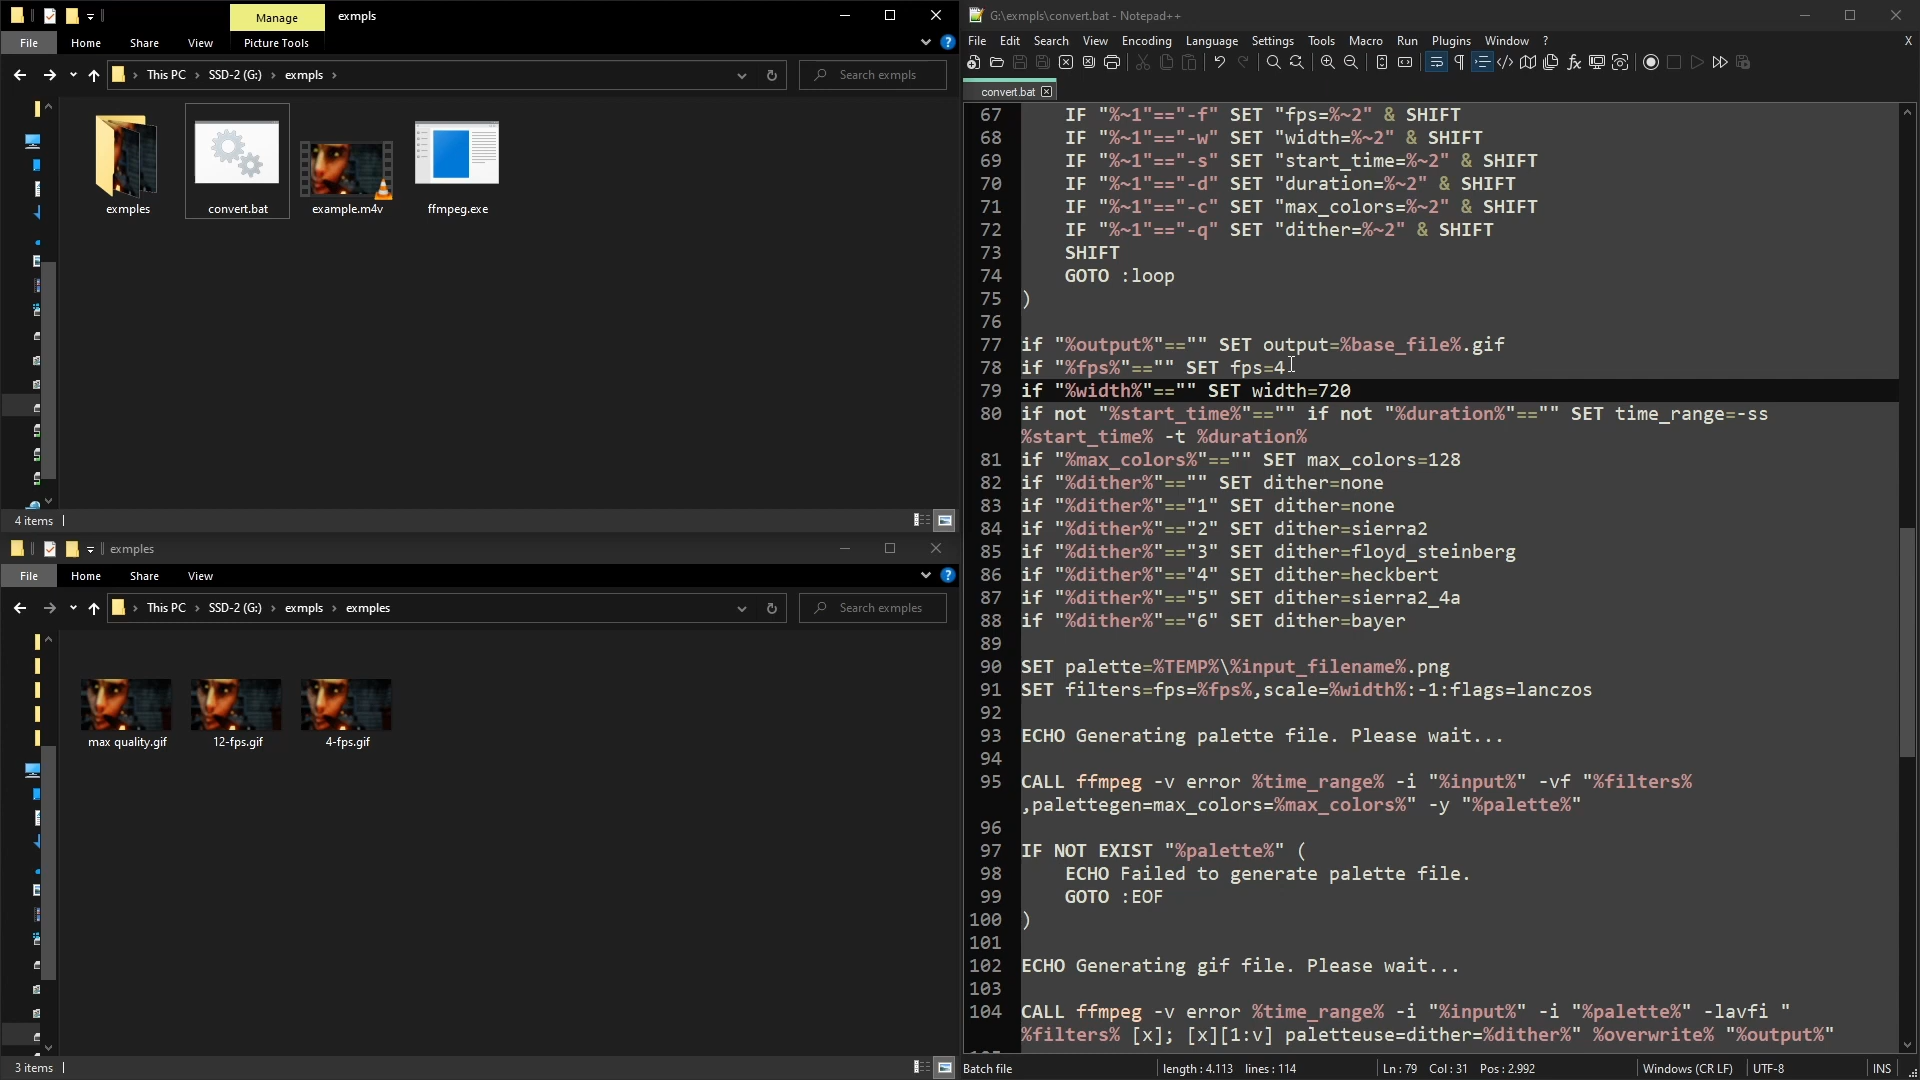 Manage
exmpls
File
Home
Share
View
Picture Tools
This PC
SSD-2 (G:)
exmpls
Search exmpls
exmples
convert.bat
example.m4v
ffmpeg.exe
4 items
exmples
File
Home
Share
View
This PC
SSD-2 (G:)
exmpls
exmples
Search exmples
max quality.gif
12-fps.gif
4-fps.gif
3 items
G:\exmpls\convert.bat - Notepad++
File Edit Search View Encoding Language Settings Tools Macro Run Plugins Window ?
X
convert.bat
67 IF "%~1"=="-f" SET "fps=%~2" & SHIFT
68 IF "%~1"=="-w" SET "width=%~2" & SHIFT
69 IF "%~1"=="-s" SET "start_time=%~2" & SHIFT
70 IF "%~1"=="-d" SET "duration=%~2" & SHIFT
71 IF "%~1"=="-c" SET "max_colors=%~2" & SHIFT
72 IF "%~1"=="-q" SET "dither=%~2" & SHIFT
73 SHIFT
74 GOTO :loop
75 )
76
77 if "%output%"=="" SET output=%base_file%.gif
78 if "%fps%"=="" SET fps=4
79 if "%width%"=="" SET width=720
80 if not "%start_time%"=="" if not "%duration%"=="" SET time_range=-ss
%start_time% -t %duration%
81 if "%max_colors%"=="" SET max_colors=128
82 if "%dither%"=="" SET dither=none
83 if "%dither%"=="1" SET dither=none
84 if "%dither%"=="2" SET dither=sierra2
85 if "%dither%"=="3" SET dither=floyd_steinberg
86 if "%dither%"=="4" SET dither=heckbert
87 if "%dither%"=="5" SET dither=sierra2_4a
88 if "%dither%"=="6" SET dither=bayer
89
90 SET palette=%TEMP%\%input_filename%.png
91 SET filters=fps=%fps%,scale=%width%:-1:flags=lanczos
92
93 ECHO Generating palette file. Please wait...
94
95 CALL ffmpeg -v error %time_range% -i "%input%" -vf "%filters%
,palettegen=max_colors=%max_colors%" -y "%palette%"
96
97 IF NOT EXIST "%palette%" (
98 ECHO Failed to generate palette file.
99 GOTO :EOF
100 )
101
102 ECHO Generating gif file. Please wait...
103
104 CALL ffmpeg -v error %time_range% -i "%input%" -i "%palette%" -lavfi "
%filters% [x]; [x][1:v] paletteuse=dither=%dither%" %overwrite% "%output%"
Batch file
length : 4.113 lines : 114
Ln : 79 Col : 31 Pos : 2.992
Windows (CR LF)
UTF-8
INS